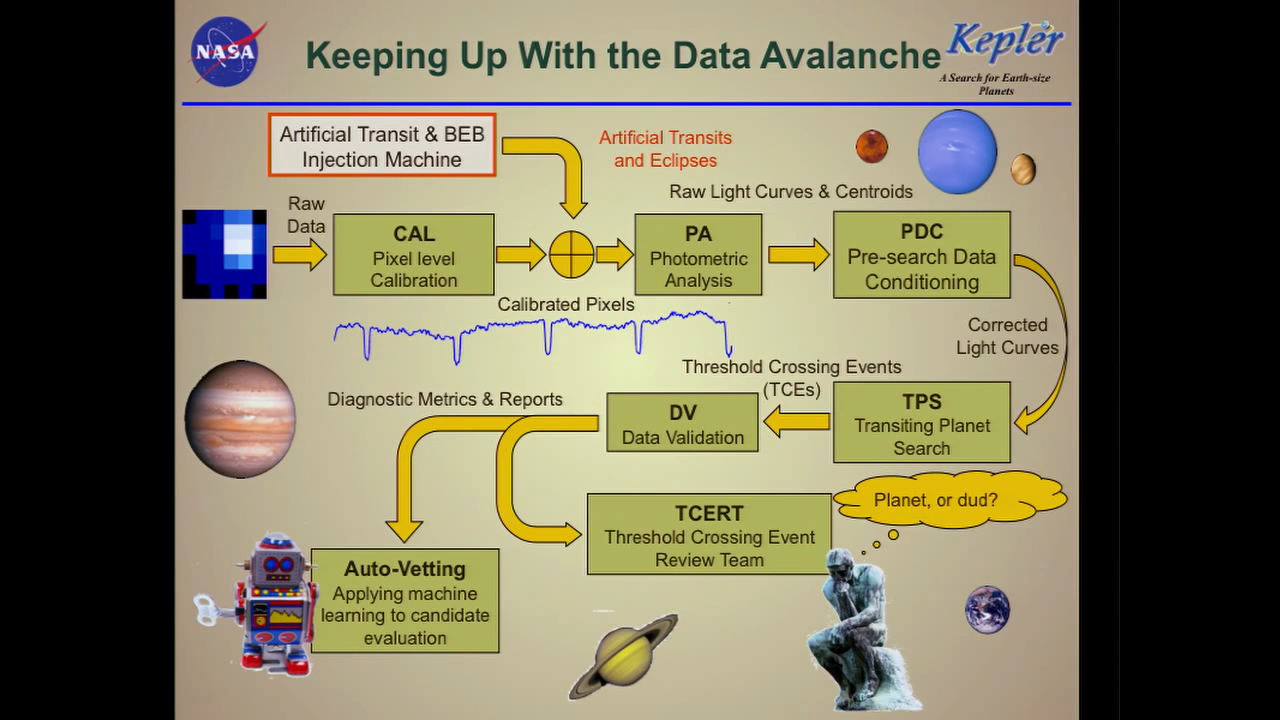 NASA
Keeping Up With the Data Avalanche
Kepler
A Search for Earth-size
Planets
Artificial Transit & BEB
Injection Machine
Artificial Transits
and Eclipses
Raw Light Curves & Centroids
Raw
Data
CAL
Pixel level
Calibration
PA
Photometric
Analysis
PDC
Pre-search Data
Conditioning
Calibrated Pixels
Corrected
Light Curves
Threshold Crossing Events
(TCEs)
Diagnostic Metrics & Reports
DV
Data Validation
TPS
Transiting Planet
Search
Planet, or dud?
TCERT
Threshold Crossing Event
Review Team
Auto-Vetting
Applying machine
learning to candidate
evaluation